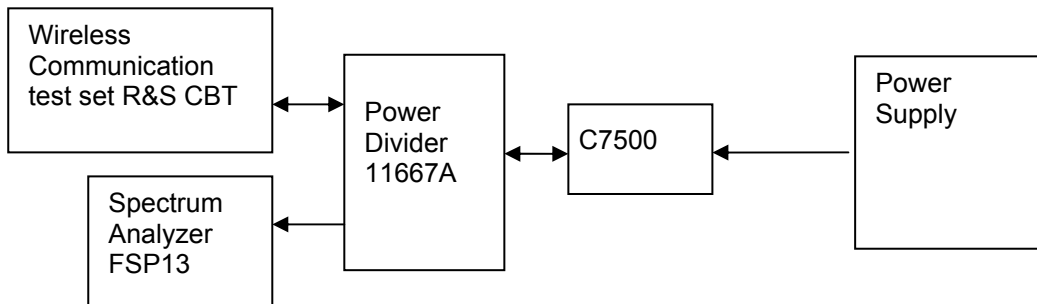 Wireless
Communication
test set R&S CBT
Power
Divider
11667A
C7500
Power
Supply
Spectrum
Analyzer
FSP13